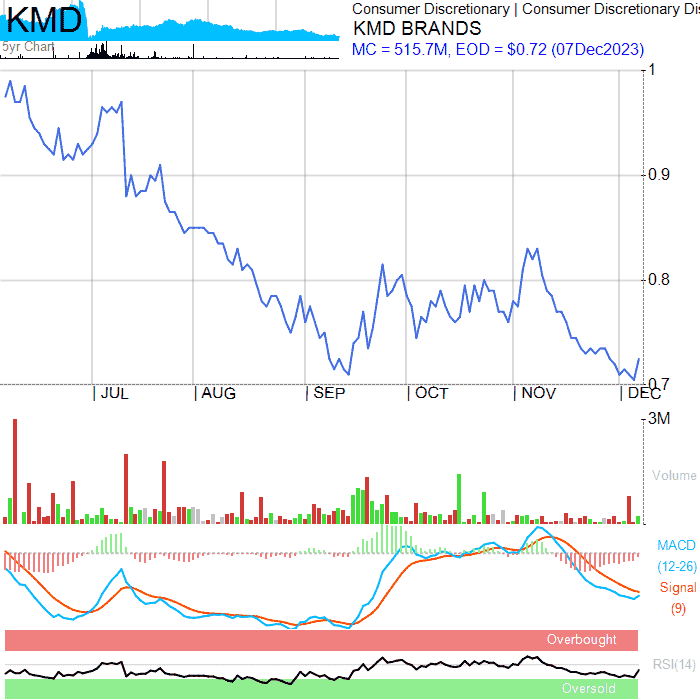 KMD
5yr Chart
Consumer Discretionary | Consumer Discretionary Dis
KMD BRANDS
MC = 515.7M, EOD = $0.72 (07Dec2023)
1
0.9
0.8
0.7
JUL AUG SEP OCT NOV DEC
3M
Volume
MACD
(12-26)
Signal
(9)
Overbought
RSI(14)
Oversold